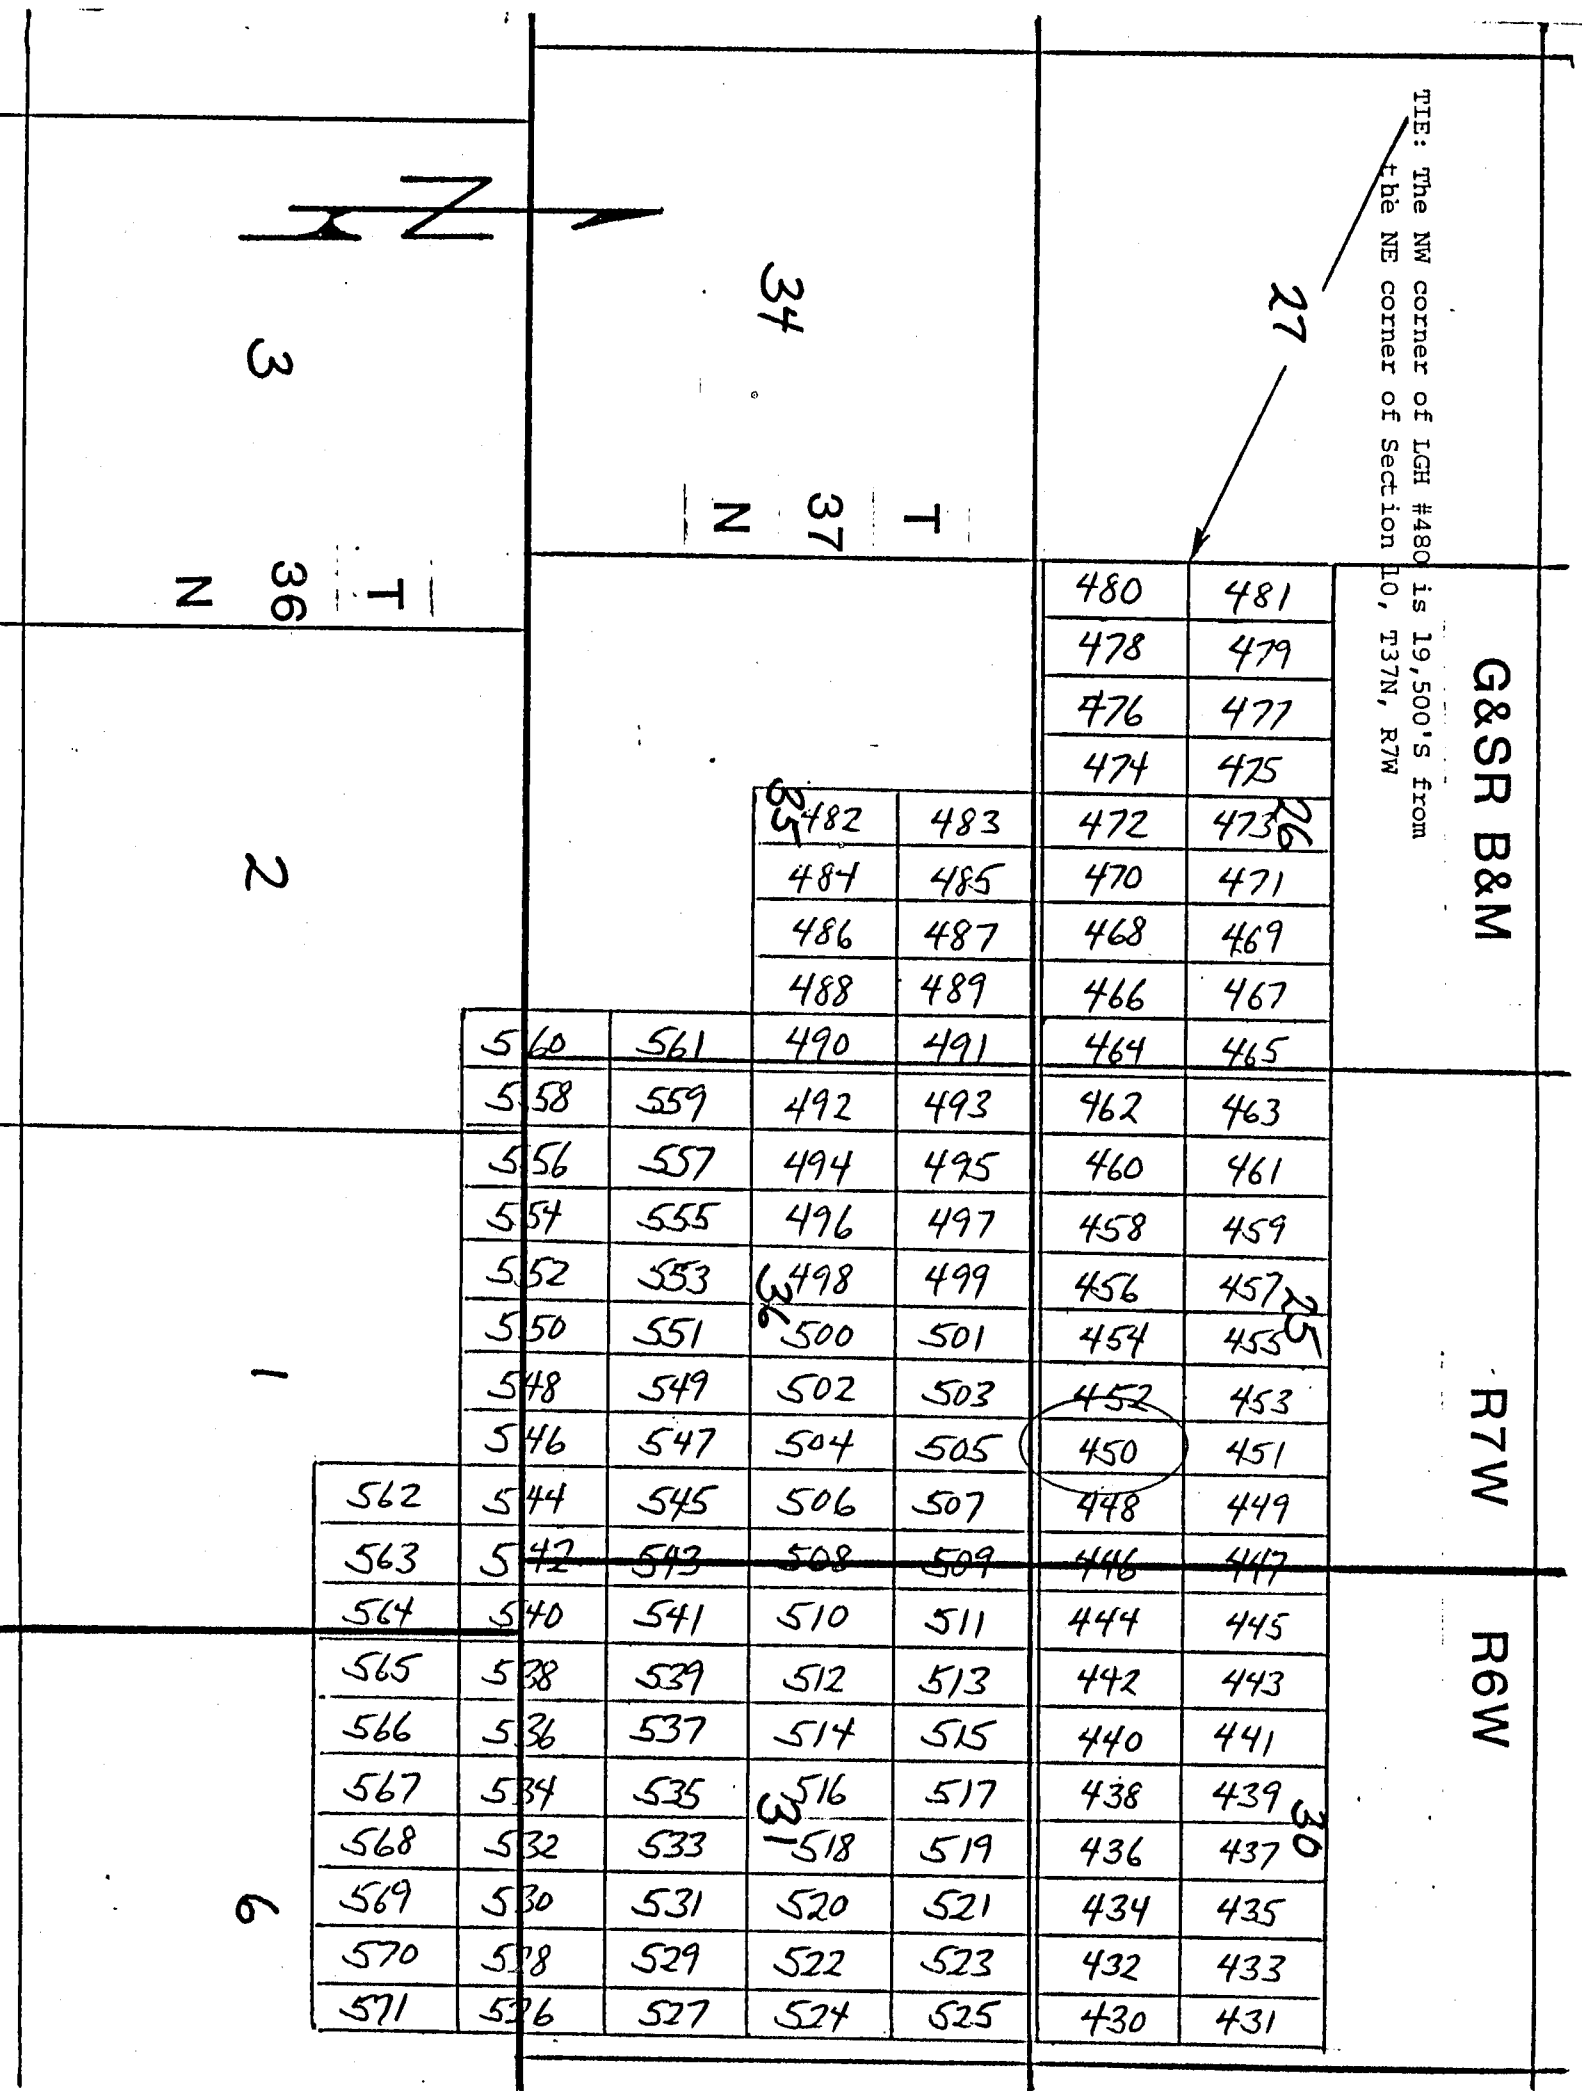 G&SR B&M
R7W
R6W
TIE: The NW corner of LGH #480 is 19,500'S from
the NE corner of Section 10, T37N, R7W
27
26
25
30
34
T
37
N
35
36
31
N
3
T
36
N
2
1
6
480 481
478 479
476 477
474 475
482 483 472 473
484 485 470 471
486 487 468 469
488 489 466 467
560 561 490 491 464 465
558 559 492 493 462 463
556 557 494 495 460 461
554 555 496 497 458 459
552 553 498 499 456 457
550 551 500 501 454 455
548 549 502 503 452 453
546 547 504 505 450 451
562 544 545 506 507 448 449
563 542 543 508 509 446 447
564 540 541 510 511 444 445
565 538 539 512 513 442 443
566 536 537 514 515 440 441
567 534 535 516 517 438 439
568 532 533 518 519 436 437
569 530 531 520 521 434 435
570 528 529 522 523 432 433
571 526 527 524 525 430 431